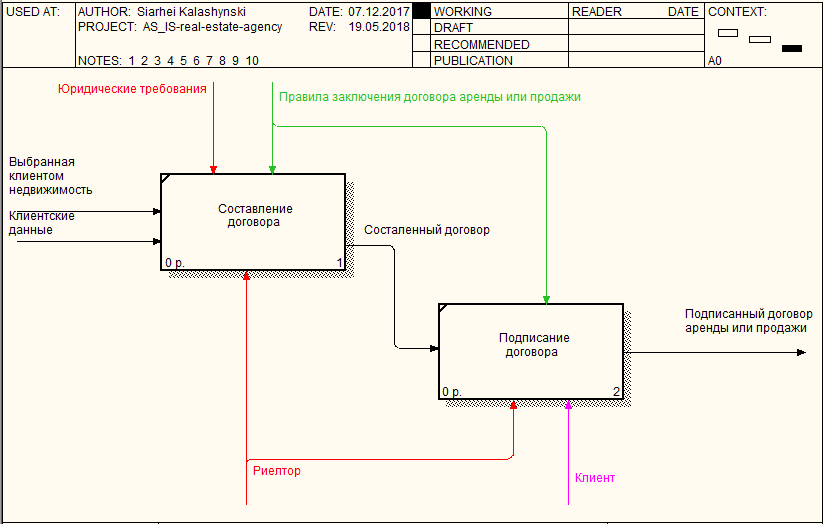 USED AT:
AUTHOR: Siarhei Kalashynski
DATE: 07.12.2017
PROJECT: AS_IS-real-estate-agency
REV: 19.05.2018
NOTES: 1 2 3 4 5 6 7 8 9 10
WORKING
DRAFT
RECOMMENDED
PUBLICATION
READER
DATE
CONTEXT:
A0
Юридические требования
Правила заключения договора аренды или продажи
Выбранная
клиентом
недвижимость
Клиентские
данные
Составление
договора
0 р.
1
Состаленный договор
Подписание
договора
0 р.
2
Подписанный договор
аренды или продажи
Риелтор
Клиент